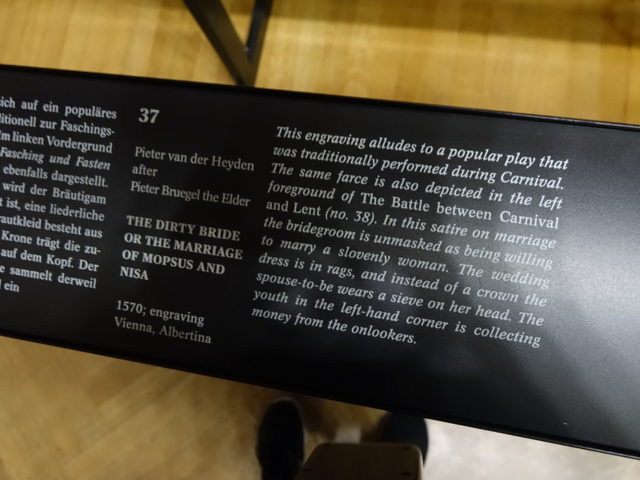 ich auf ein populäres
ditionell zur Faschings-
Im linken Vordergrund
Fasching und Fasten
ebenfalls dargestellt.
wird der Bräutigam
t ist, eine liederliche
rautkleid besteht aus
Krone trägt die zu-
auf dem Kopf. Der
e sammelt derweil
ein
37
Pieter van der Heyden
after
Pieter Bruegel the Elder
THE DIRTY BRIDE
OR THE MARRIAGE
OF MOPSUS AND
NISA
1570; engraving
Vienna, Albertina
This engraving alludes to a popular play that
was traditionally performed during Carnival.
The same farce is also depicted in the left
foreground of The Battle between Carnival
and Lent (no. 38). In this satire on marriage
the bridegroom is unmasked as being willing
to marry a slovenly woman. The wedding
dress is in rags, and instead of a crown the
spouse-to-be wears a sieve on her head. The
youth in the left-hand corner is collecting
money from the onlookers.